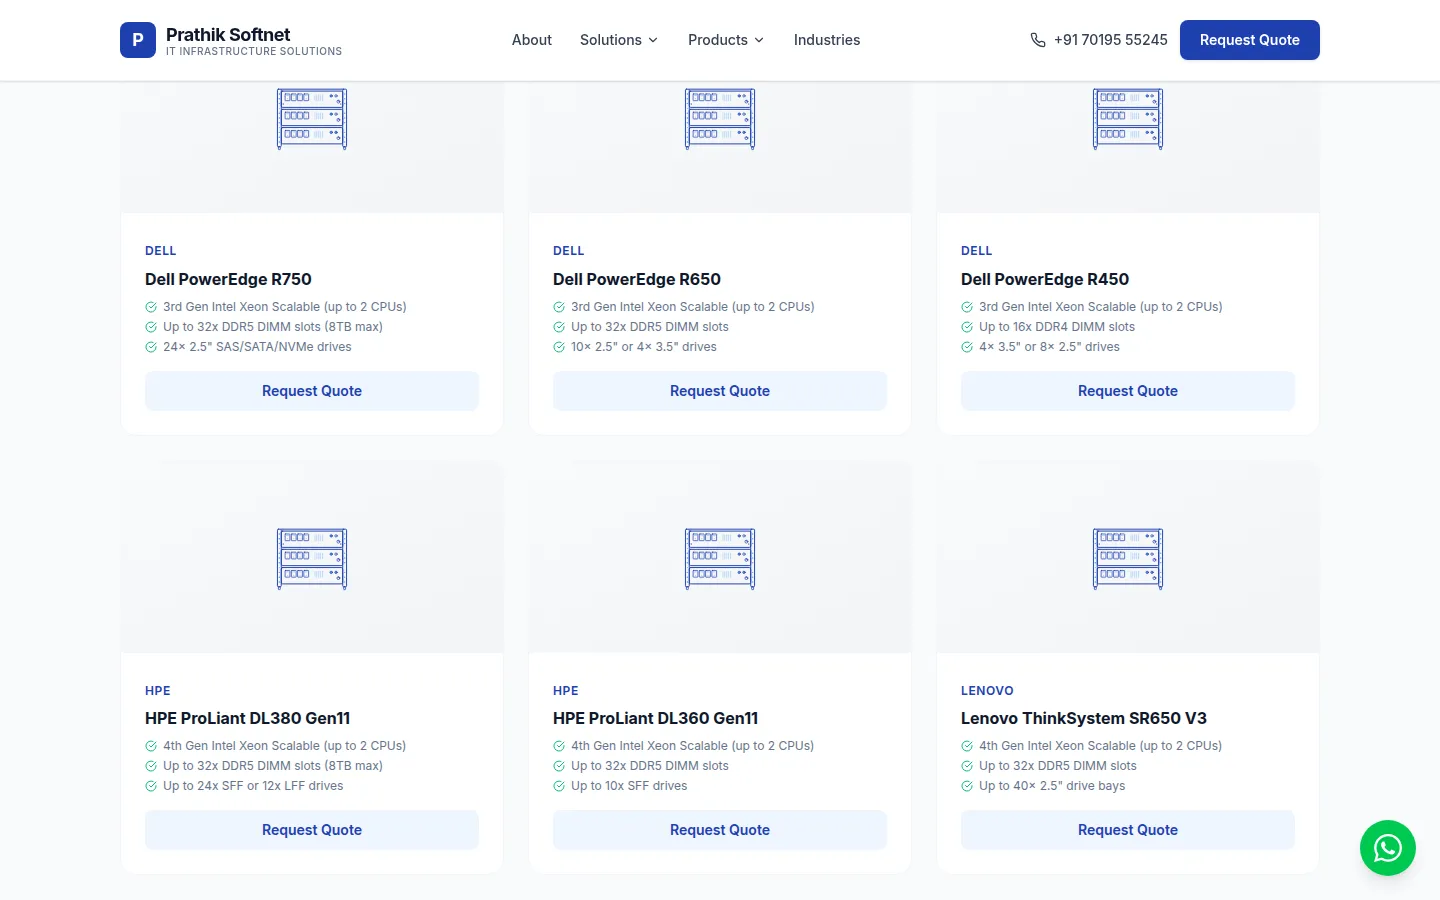 P
Prathik Softnet
IT INFRASTRUCTURE SOLUTIONS
About
Solutions
Products
Industries
+91 70195 55245
Request Quote
DELL
Dell PowerEdge R750
3rd Gen Intel Xeon Scalable (up to 2 CPUs)
Up to 32x DDR5 DIMM slots (8TB max)
24× 2.5" SAS/SATA/NVMe drives
Request Quote
DELL
Dell PowerEdge R650
3rd Gen Intel Xeon Scalable (up to 2 CPUs)
Up to 32x DDR5 DIMM slots
10× 2.5" or 4× 3.5" drives
Request Quote
DELL
Dell PowerEdge R450
3rd Gen Intel Xeon Scalable (up to 2 CPUs)
Up to 16x DDR4 DIMM slots
4× 3.5" or 8× 2.5" drives
Request Quote
HPE
HPE ProLiant DL380 Gen11
4th Gen Intel Xeon Scalable (up to 2 CPUs)
Up to 32x DDR5 DIMM slots (8TB max)
Up to 24x SFF or 12x LFF drives
Request Quote
HPE
HPE ProLiant DL360 Gen11
4th Gen Intel Xeon Scalable (up to 2 CPUs)
Up to 32x DDR5 DIMM slots
Up to 10x SFF drives
Request Quote
LENOVO
Lenovo ThinkSystem SR650 V3
4th Gen Intel Xeon Scalable (up to 2 CPUs)
Up to 32x DDR5 DIMM slots
Up to 40× 2.5" drive bays
Request Quote